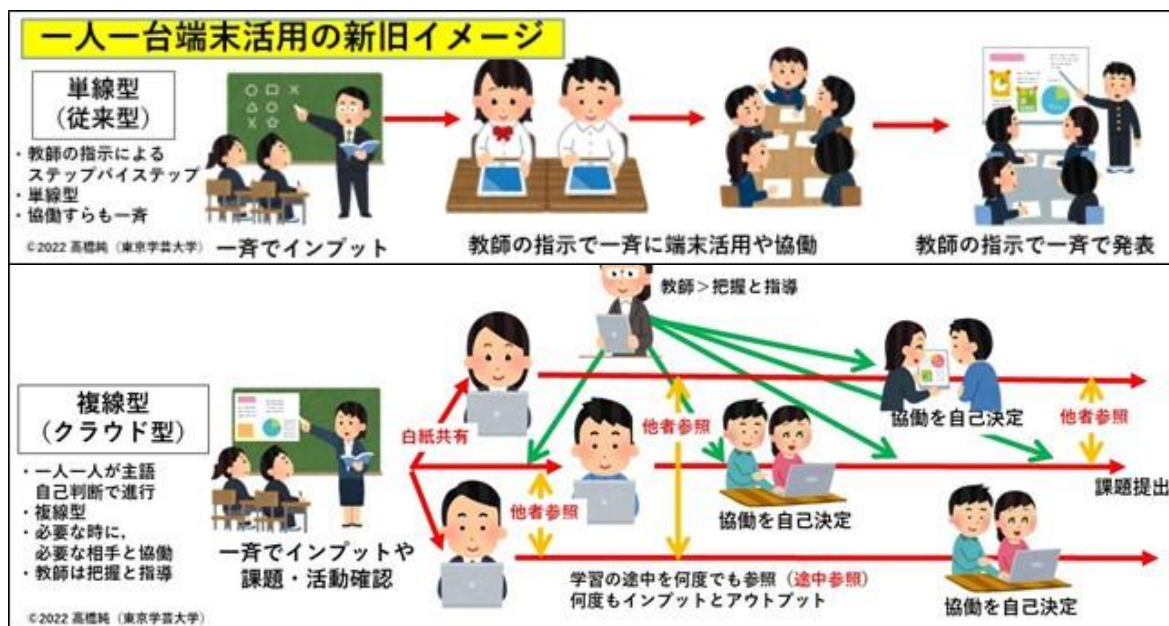 一人一台端末活用の新旧イメージ
単線型
(従来型)
・教師の指示による
ステップバイステップ
・単線型
・協働すらも一斉
©2022 高橋純（東京学芸大学）
一斉でインプット
教師の指示で一斉に端末活用や協働
教師の指示で一斉で発表
教師＞把握と指導
複線型
(クラウド型)
・一人一人が主語
自己判断で進行
・複線型
・必要な時に，
必要な相手と協働
・教師は把握と指導
©2022 高橋純（東京学芸大学）
一斉でインプットや
課題・活動確認
白紙共有
他者参照
他者参照
他者参照
協働を自己決定
協働を自己決定
課題提出
学習の途中を何度でも参照（途中参照）
何度もインプットとアウトプット
協働を自己決定